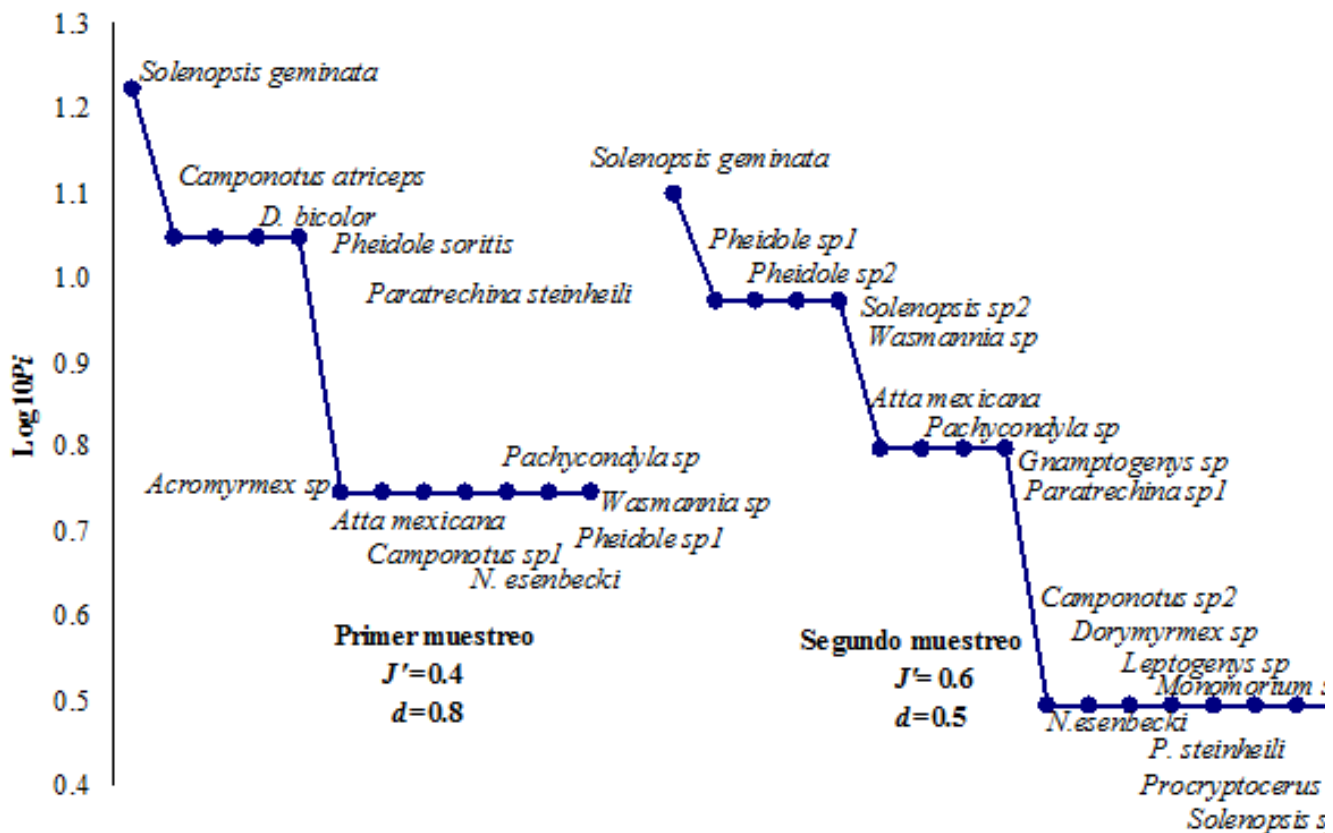 1.3
1.2
1.1
1.0
0.9
0.8
0.7
0.6
0.5
0.4
Log10Pi
Solenopsis geminata
Camponotus atriceps
D. bicolor
Pheidole soritis
Paratrechina steinheili
Acromyrmex sp
Pachycondyla sp
Wasmannia sp
Atta mexicana
Pheidole sp1
Camponotus sp1
N. esenbecki
Primer muestreo
J'=0.4
d=0.8
Solenopsis geminata
Pheidole sp1
Pheidole sp2
Solenopsis sp2
Wasmannia sp
Atta mexicana
Pachycondyla sp
Gnamptogenys sp
Paratrechina sp1
Camponotus sp2
Dorymyrmex sp
Leptogenys sp
Monomorium s
N.esenbecki
P. steinheili
Procryptocerus
Solenopsis s
Segundo muestreo
J'=0.6
d=0.5